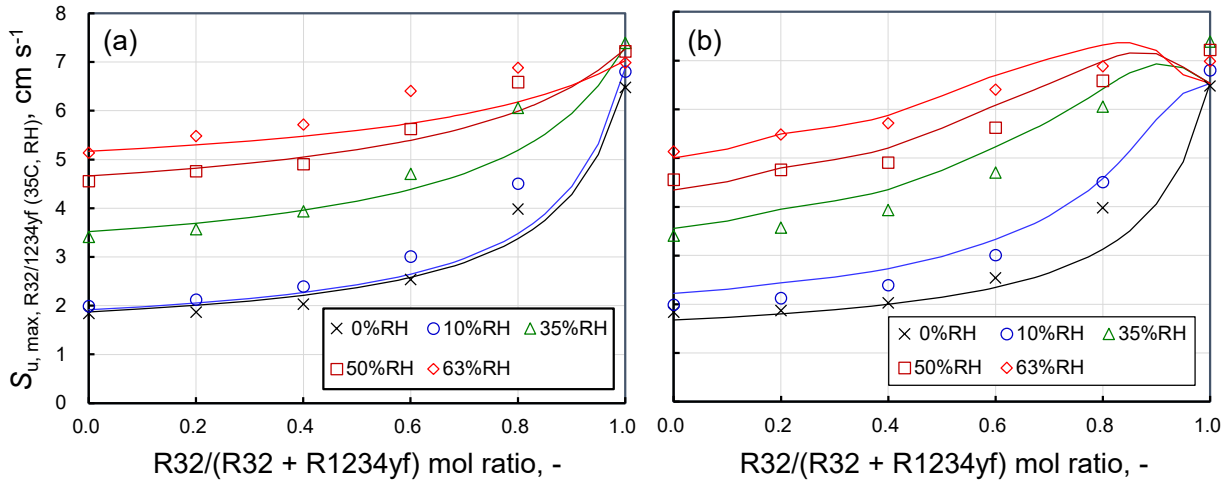 (a)
8
7
6
5
4
3
2
1
0
S_u, max, R32/1234yf (35C, RH), cm s⁻¹
0%RH 10%RH 35%RH
50%RH 63%RH
0.0 0.2 0.4 0.6 0.8 1.0
R32/(R32 + R1234yf) mol ratio, -
(b)
0%RH 10%RH 35%RH
50%RH 63%RH
0.0 0.2 0.4 0.6 0.8 1.0
R32/(R32 + R1234yf) mol ratio, -